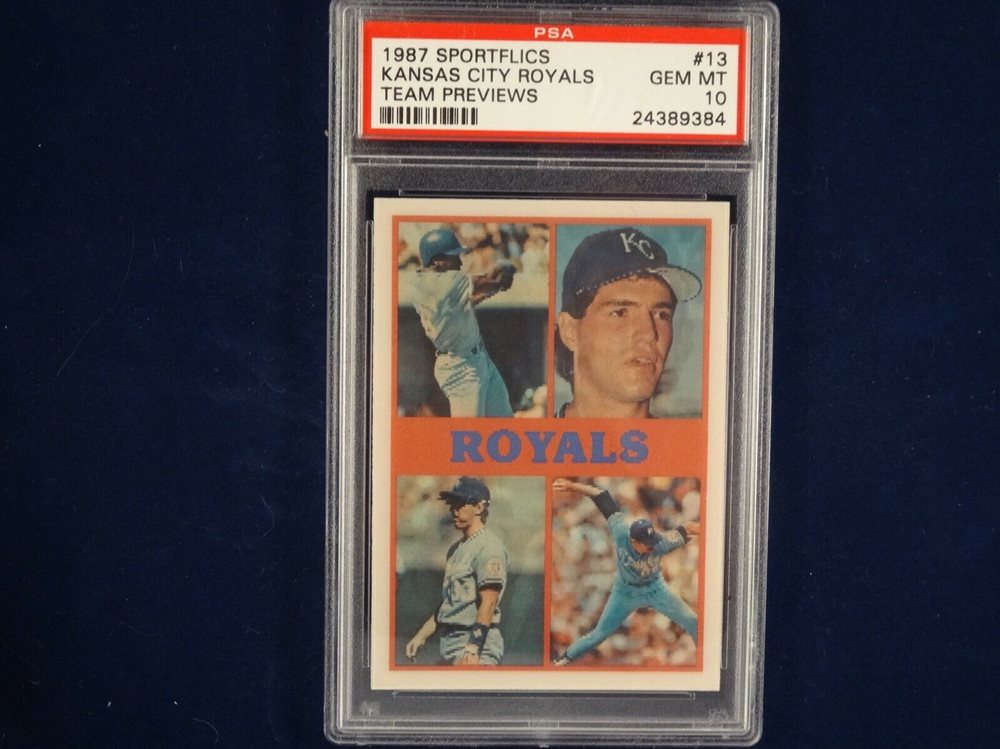 PSA
1987 SPORTFLICS #13
KANSAS CITY ROYALS GEM MT
TEAM PREVIEWS 10
24389384
KC
ROYALS